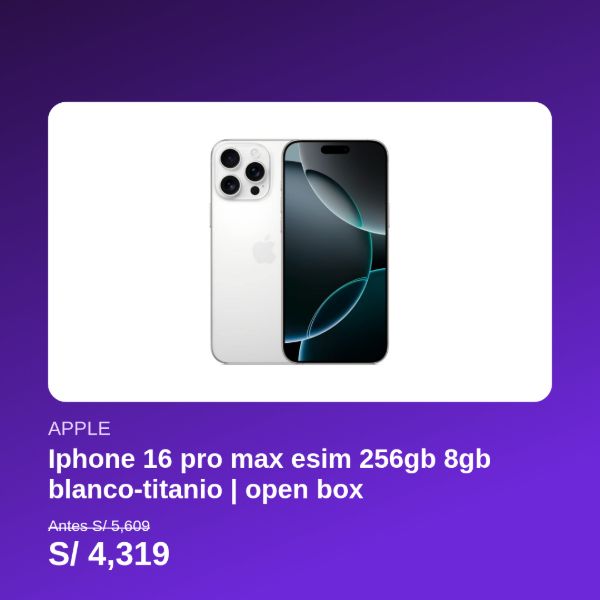 APPLE
Iphone 16 pro max esim 256gb 8gb
blanco-titanio | open box
Antes S/ 5,609
S/ 4,319